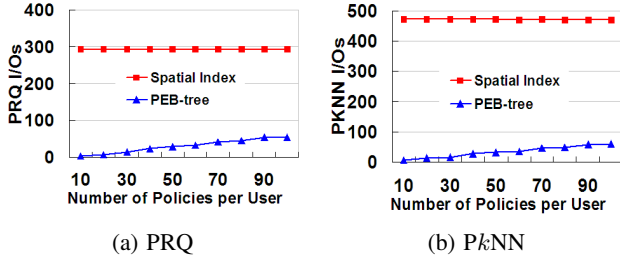 400
300
200
100
0
PRQ I/Os
Spatial Index
PEB-tree
10 30 50 70 90
Number of Policies per User
(a) PRQ
500
400
300
200
100
0
PKNN I/Os
Spatial Index
PEB-tree
10 30 50 70 90
Number of Policies per User
(b) PkNN